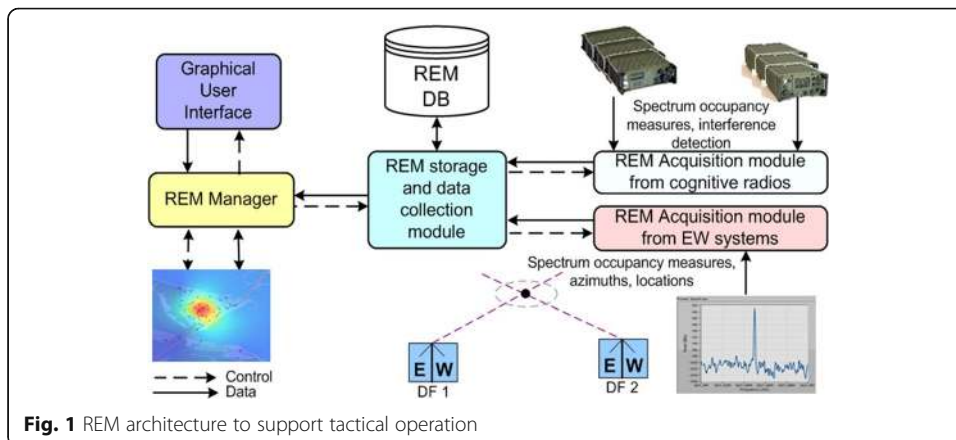 Graphical
User
Interface
REM
DB
Spectrum occupancy
measures, interference
detection
REM Manager
REM storage
and data
collection
module
REM Acquisition module
from cognitive radios
REM Acquisition module
from EW systems
Spectrum occupancy measures,
azimuths, locations
E W
DF 1
E W
DF 2
Control
Data
Fig. 1 REM architecture to support tactical operation